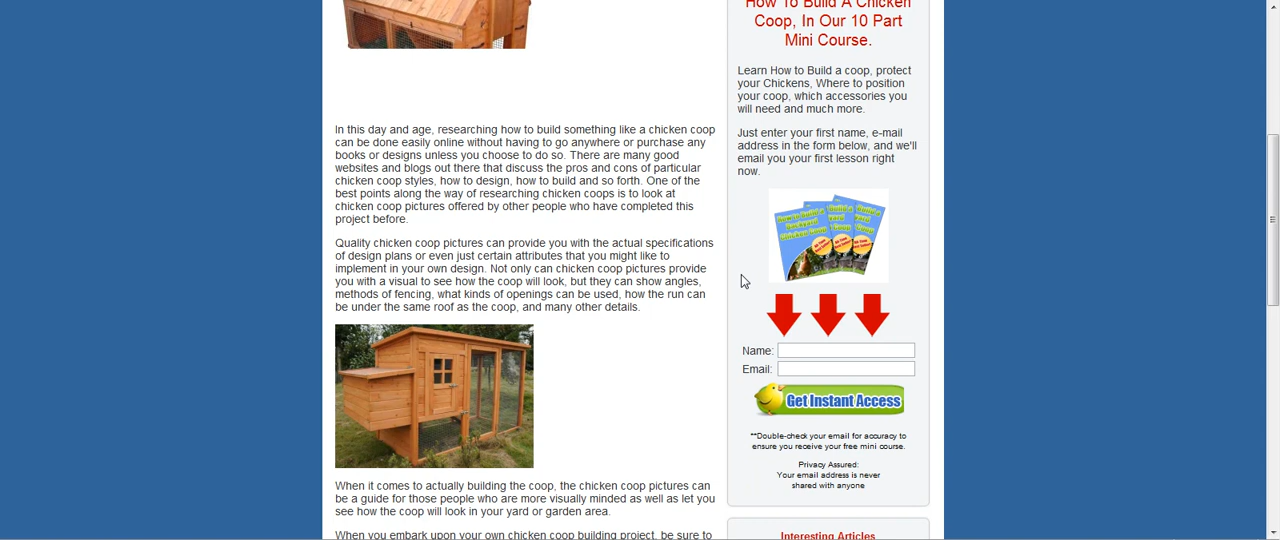 In this day and age, researching how to build something like a chicken coop
can be done easily online without having to go anywhere or purchase any
books or designs unless you choose to do so. There are many good
websites and blogs out there that discuss the pros and cons of particular
chicken coop styles, how to design, how to build and so forth. One of the
best points along the way of researching chicken coops is to look at
chicken coop pictures offered by other people who have completed this
project before.
Quality chicken coop pictures can provide you with the actual specifications
of design plans or even just certain attributes that you might like to
implement in your own design. Not only can chicken coop pictures provide
you with a visual to see how the coop will look, but they can show angles,
methods of fencing, what kinds of openings can be used, how the run can
be under the same roof as the coop, and many other details.
When it comes to actually building the coop, the chicken coop pictures can
be a guide for those people who are more visually minded as well as let you
see how the coop will look in your yard or garden area.
When you embark upon your own chicken coop building project, be sure to
How To Build A Chicken
Coop, In Our 10 Part
Mini Course.
Learn How to Build a coop, protect
your Chickens, Where to position
your coop, which accessories you
will need and much more.
Just enter your first name, e-mail
address in the form below, and we'll
email you your first lesson right
now.
How to Build a
Backyard
Chicken Coop
Name:
Email:
Get Instant Access
**Double-check your email for accuracy to
ensure you receive your free mini course.
Privacy Assured:
Your email address is never
shared with anyone
Interesting Articles